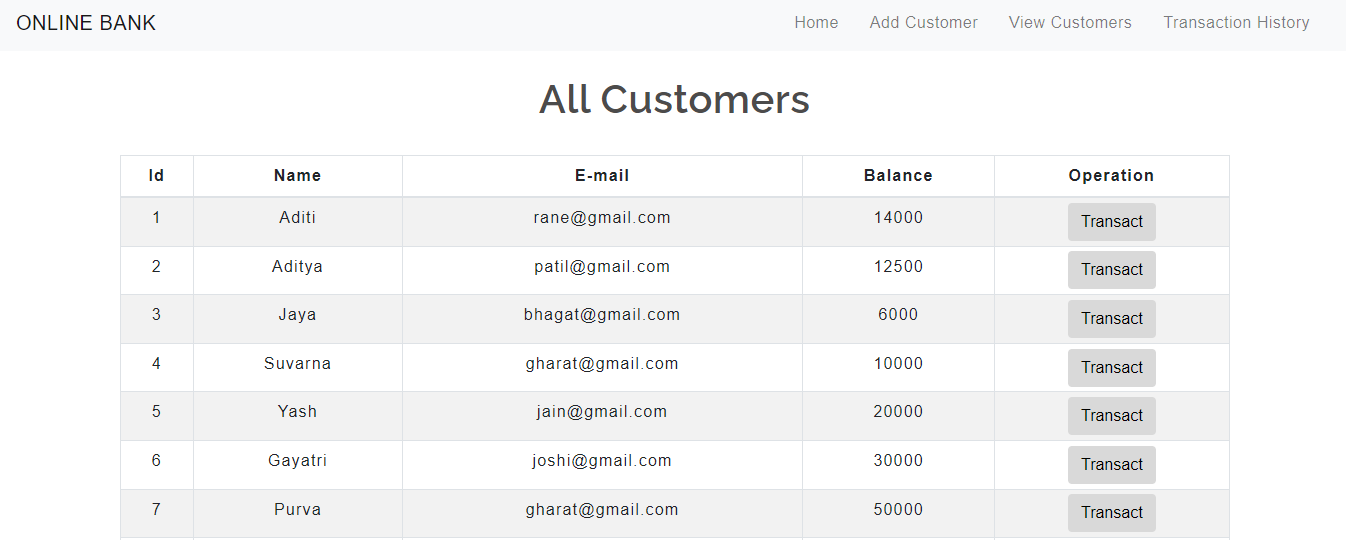 ONLINE BANK Home Add Customer View Customers Transaction History
All Customers
Id Name E-mail Balance Operation
1 Aditi rane@gmail.com 14000 Transact
2 Aditya patil@gmail.com 12500 Transact
3 Jaya bhagat@gmail.com 6000 Transact
4 Suvarna gharat@gmail.com 10000 Transact
5 Yash jain@gmail.com 20000 Transact
6 Gayatri joshi@gmail.com 30000 Transact
7 Purva gharat@gmail.com 50000 Transact